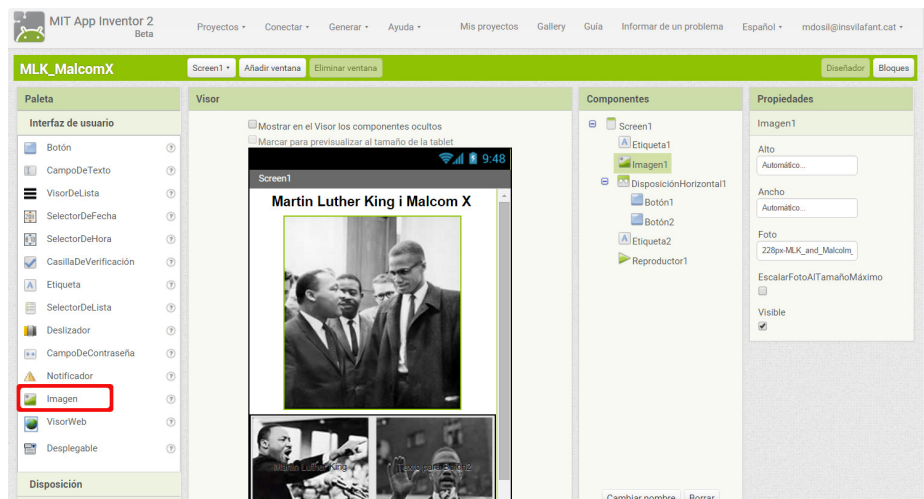 MIT App Inventor 2
Beta
Proyectos
Conectar
Generar
Ayuda
Mis proyectos
Gallery
Guía
Informar de un problema
Español
mdosil@insvilafant.cat
MLK_MalcomX
Screen1
Añadir ventana
Eliminar ventana
Diseñador
Bloques
Paleta
Interfaz de usuario
Botón
CampoDeTexto
VisorDeLista
SelectorDeFecha
SelectorDeHora
CasillaDeVerificación
Etiqueta
SelectorDeLista
Deslizador
CampoDeContraseña
Notificador
Imagen
VisorWeb
Desplegable
Disposición
Visor
Mostrar en el Visor los componentes ocultos
Marcar para previsualizar al tamaño de la tablet
9:48
Screen1
Martin Luther King i Malcom X
Martin Luther King
Texto para Botón2
Componentes
Screen1
Etiqueta1
Imagen1
DisposiciónHorizontal1
Botón1
Botón2
Etiqueta2
Reproductor1
Cambiar nombre
Borrar
Propiedades
Imagen1
Alto
Automático...
Ancho
Automático...
Foto
228px-MLK_and_Malcolm_
EscalarFotoAlTamañoMáximo
Visible